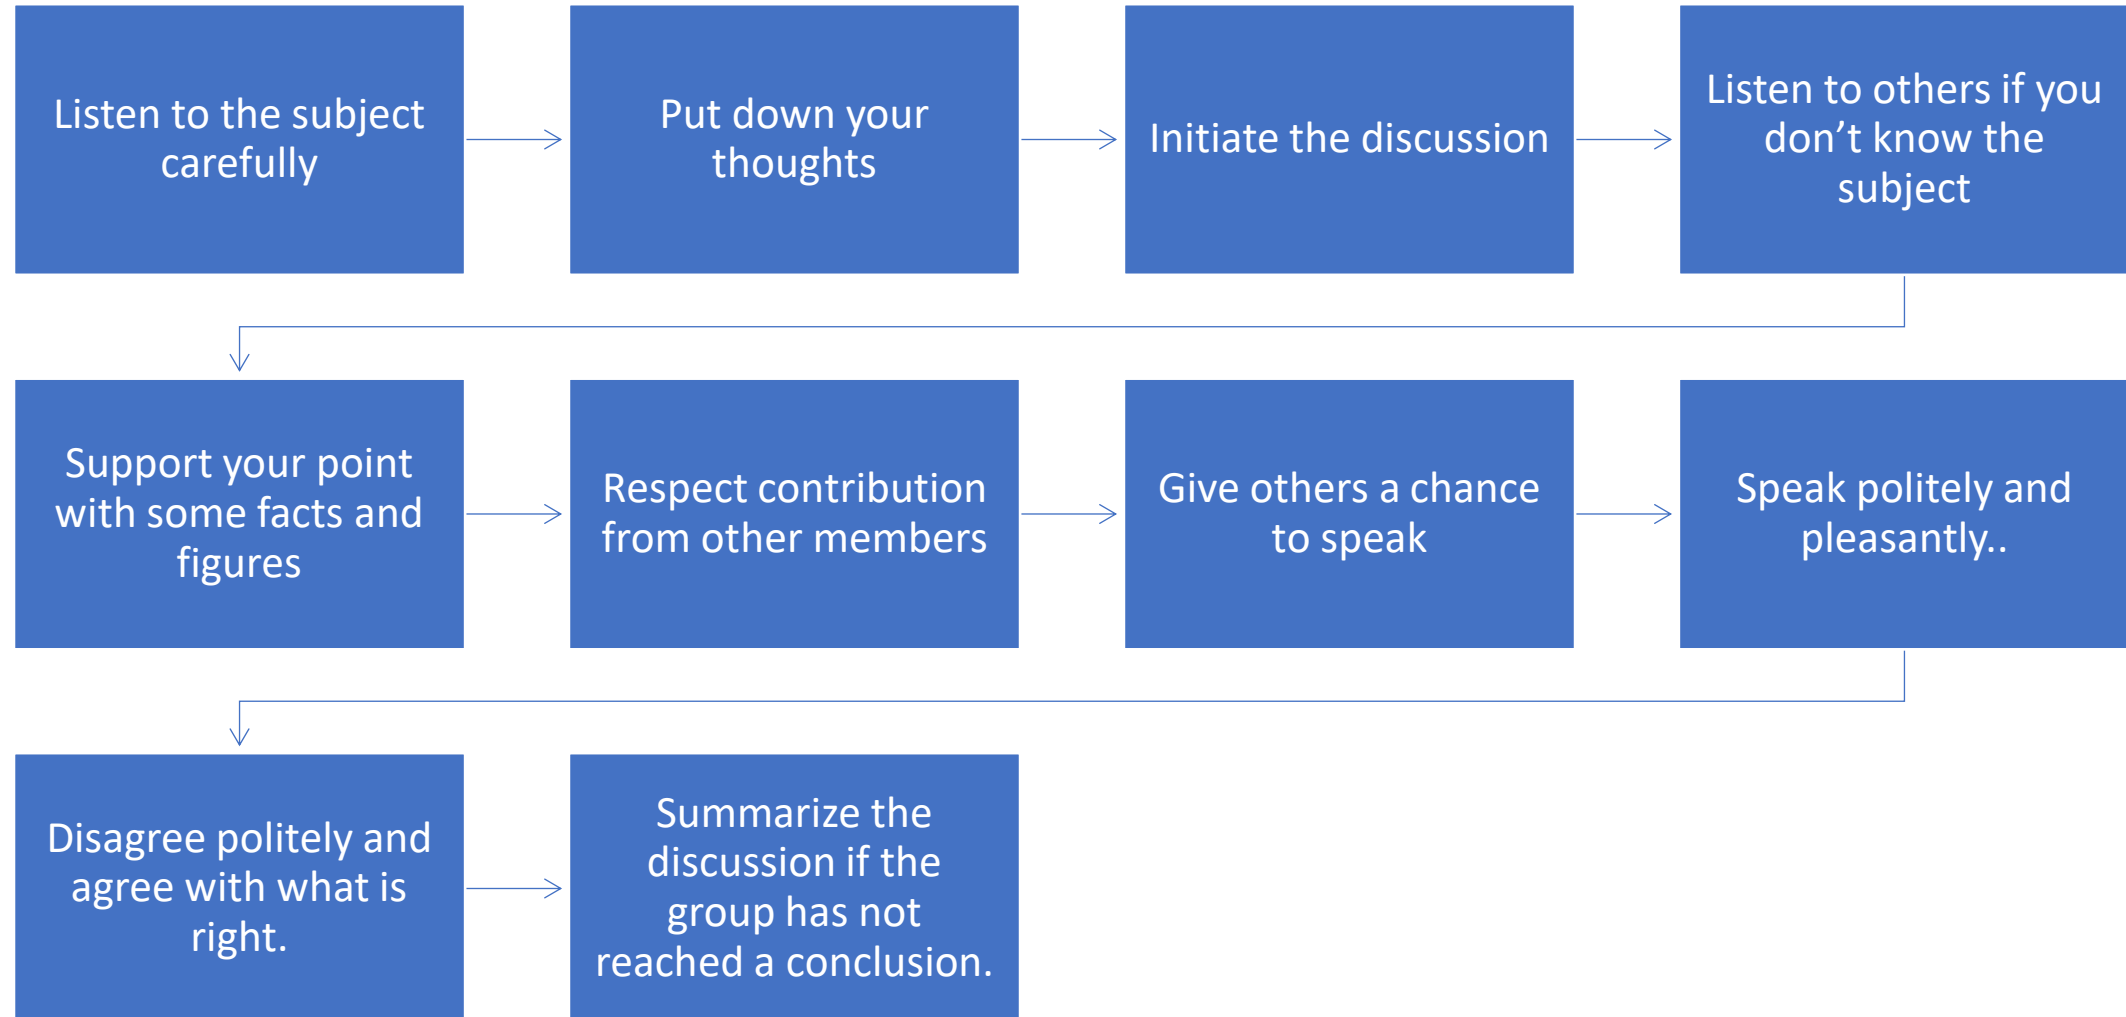 Listen to the subject
carefully
Put down your
thoughts
Initiate the discussion
Listen to others if you
don’t know the
subject
Support your point
with some facts and
figures
Respect contribution
from other members
Give others a chance
to speak
Speak politely and
pleasantly..
Disagree politely and
agree with what is
right.
Summarize the
discussion if the
group has not
reached a conclusion.